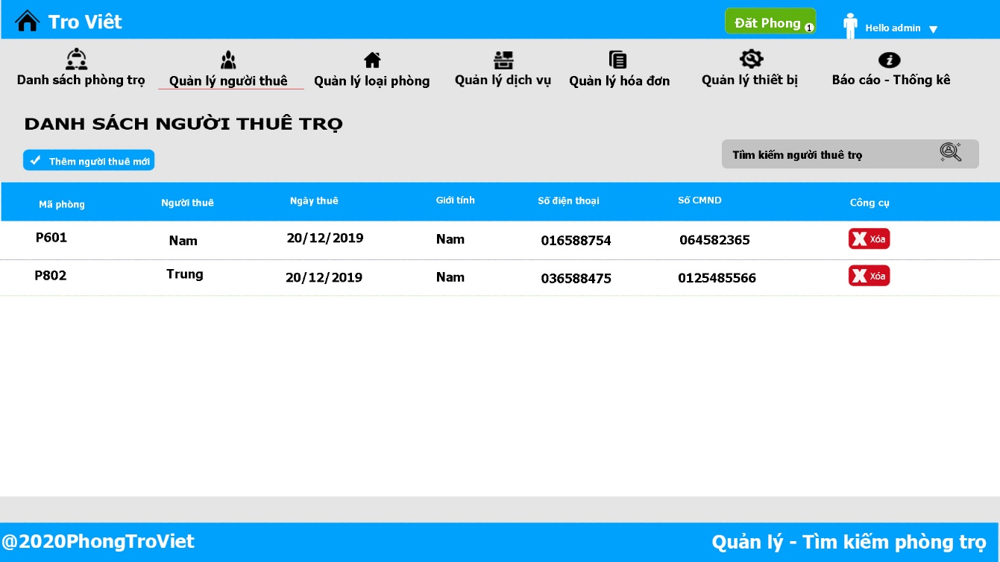 Tro Viêt
Đăt Phong 1
Hello admin
Danh sách phòng trọ
Quản lý người thuê
Quản lý loại phòng
Quản lý dịch vụ
Quản lý hóa đơn
Quản lý thiết bị
Báo cáo - Thống kê
DANH SÁCH NGƯỜI THUÊ TRỌ
Thêm người thuê mới
Tìm kiếm người thuê trọ
Mã phòng Người thuê Ngày thuê Giới tính Số điện thoại Số CMND Công cụ
P601 Nam 20/12/2019 Nam 016588754 064582365 X Xóa
P802 Trung 20/12/2019 Nam 036588475 0125485566 X Xóa
@2020PhongTroViet
Quản lý - Tìm kiếm phòng trọ